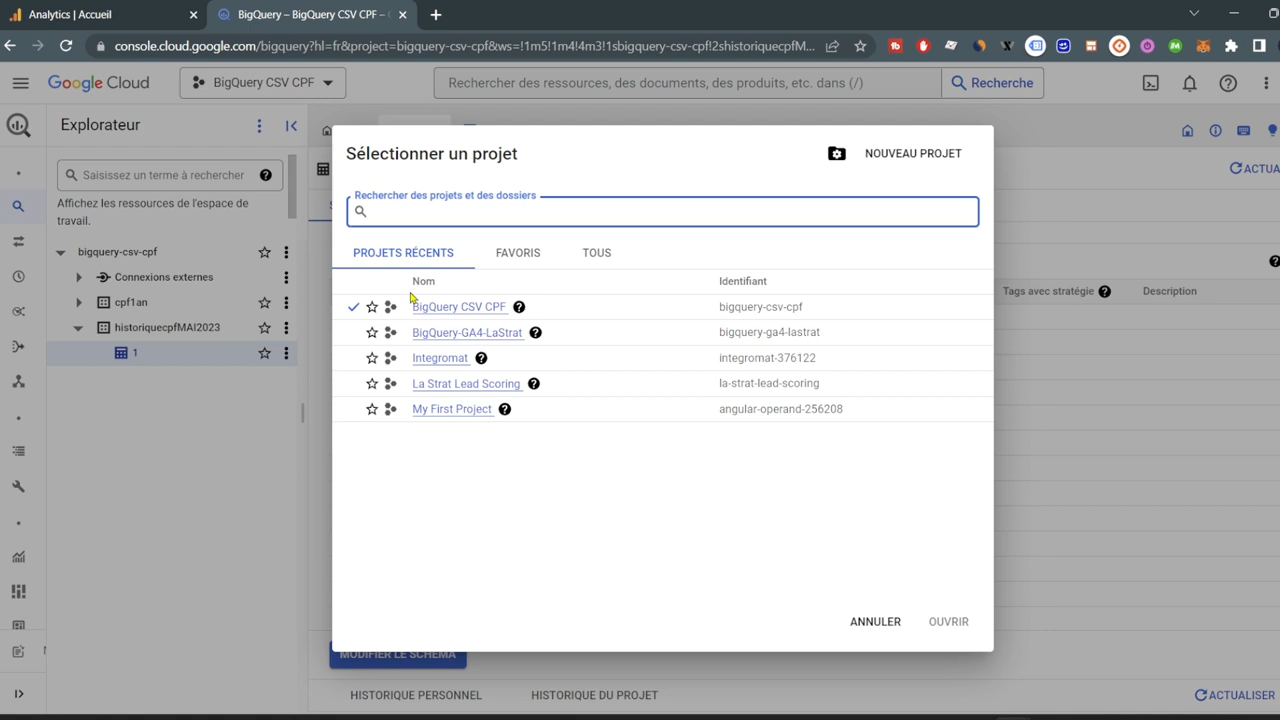 Analytics | Accueil
BigQuery – BigQuery CSV CPF –
console.cloud.google.com/bigquery?hl=fr&project=bigquery-csv-cpf&ws=!1m5!1m4!4m3!1sbigquery-csv-cpf!2shistoriquecpfM...
Google Cloud
BigQuery CSV CPF
Rechercher des ressources, des documents, des produits, etc. dans (/)
Recherche
Explorateur
Saisissez un terme à rechercher
Affichez les ressources de l'espace de
travail.
bigquery-csv-cpf
Connexions externes
cpf1an
historiquecpfMAI2023
1
Sélectionner un projet
NOUVEAU PROJET
Rechercher des projets et des dossiers
PROJETS RÉCENTS
FAVORIS
TOUS
Nom
Identifiant
BigQuery CSV CPF
bigquery-csv-cpf
BigQuery-GA4-LaStrat
bigquery-ga4-lastrat
Integromat
integromat-376122
La Strat Lead Scoring
la-strat-lead-scoring
My First Project
angular-operand-256208
ANNULER
OUVRIR
ACTUA
Tags avec stratégie
Description
MODIFIER LE SCHÉMA
HISTORIQUE PERSONNEL
HISTORIQUE DU PROJET
ACTUALISER